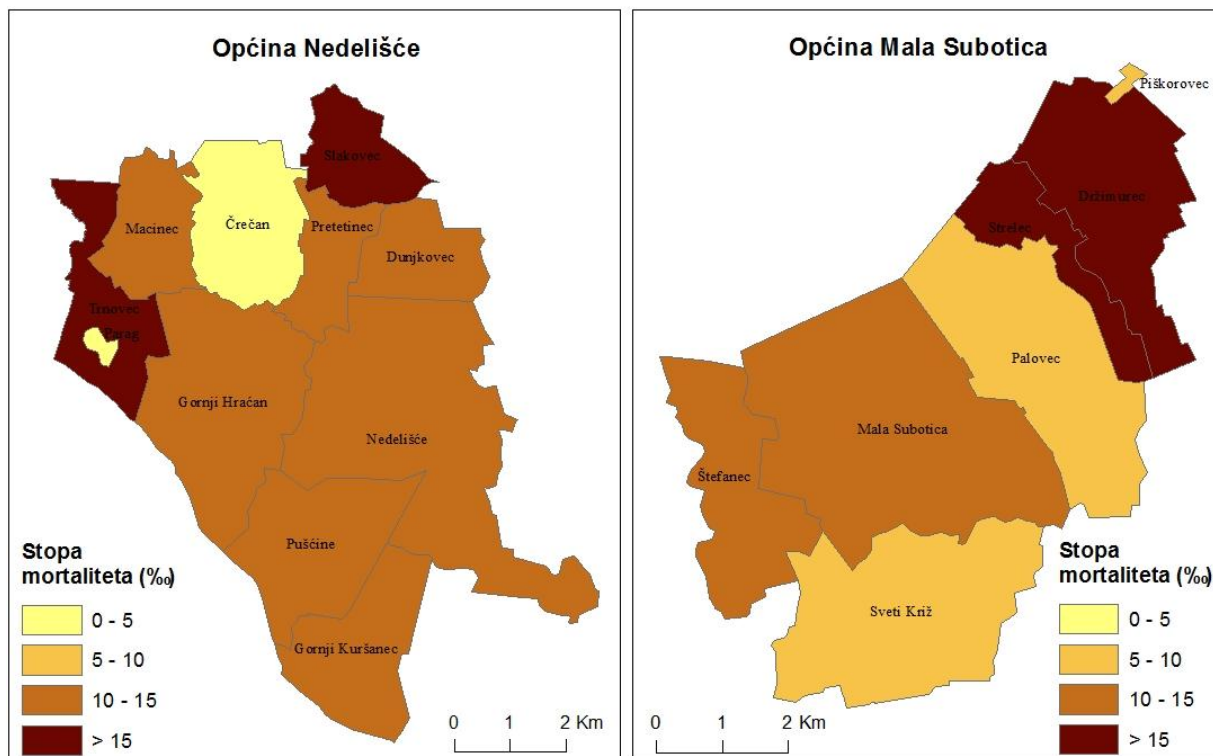 Općina Nedelišće
Slakovec
Macinec
Črečan
Pretetinec
Dunjkovec
Trnovec
Parag
Gornji Hraćan
Nedelišće
Pušćine
Gornji Kuršanec
Stopa
mortaliteta (‰)
0 - 5
5 - 10
10 - 15
> 15
0 1 2 Km
Općina Mala Subotica
Piškorovec
Držimurec
Strelec
Palovec
Mala Subotica
Štefanec
Sveti Križ
Stopa
mortaliteta (‰)
0 - 5
5 - 10
10 - 15
> 15
0 1 2 Km